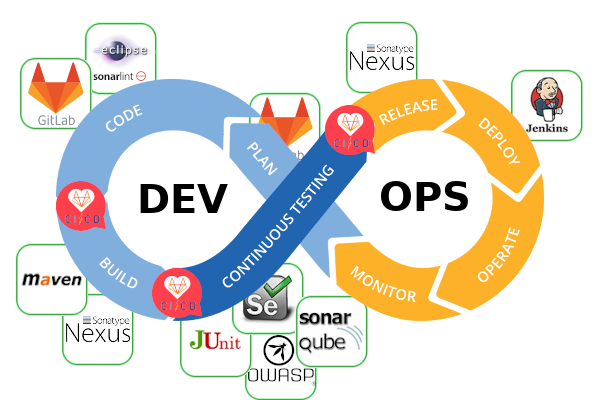 eclipse
sonarlint
GitLab
Sonatype
Nexus
Jenkins
CODE
PLAN
RELEASE
DEPLOY
DEV
OPS
CONTINUOUS TESTING
CI/CD
CI/CD
CI/CD
BUILD
MONITOR
OPERATE
maven
Sonatype
Nexus
Se
JUnit
OWASP
sonar
qube